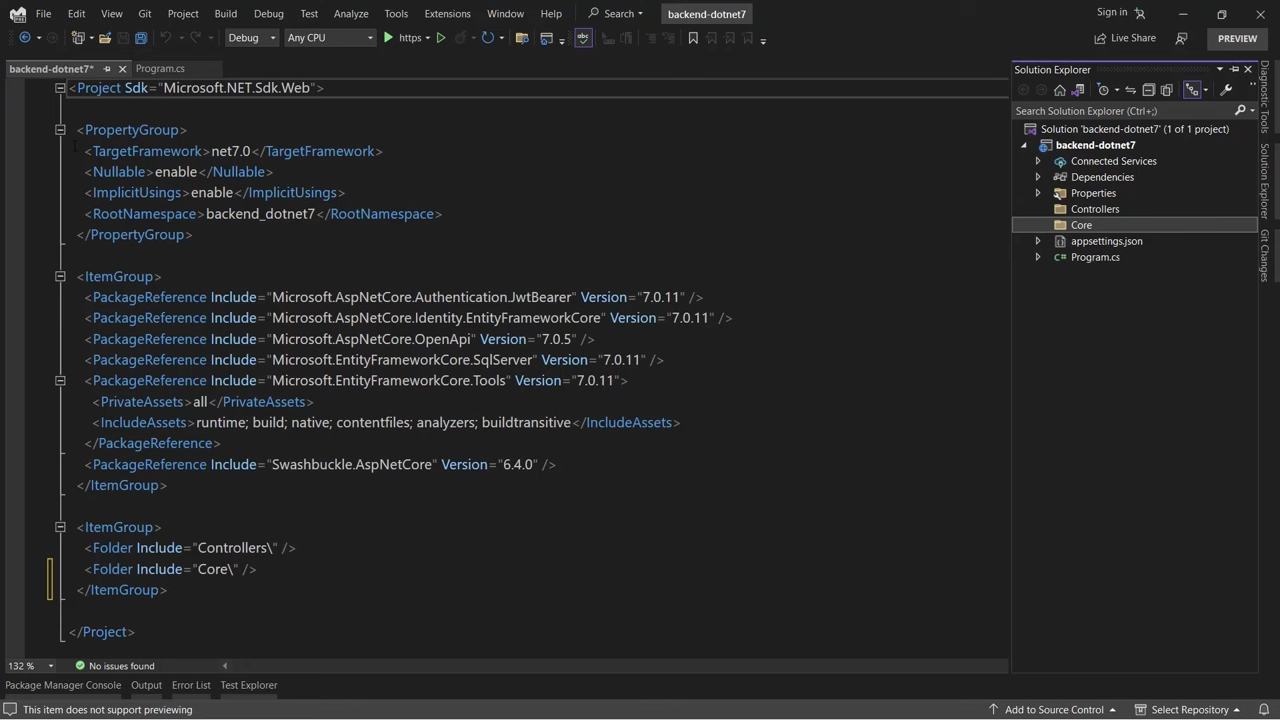 File Edit View Git Project Build Debug Test Analyze Tools Extensions Window Help Search backend-dotnet7 Sign in
Debug Any CPU https Live Share PREVIEW
backend-dotnet7* Program.cs
<Project Sdk="Microsoft.NET.Sdk.Web">
<PropertyGroup>
<TargetFramework>net7.0</TargetFramework>
<Nullable>enable</Nullable>
<ImplicitUsings>enable</ImplicitUsings>
<RootNamespace>backend_dotnet7</RootNamespace>
</PropertyGroup>
<ItemGroup>
<PackageReference Include="Microsoft.AspNetCore.Authentication.JwtBearer" Version="7.0.11" />
<PackageReference Include="Microsoft.AspNetCore.Identity.EntityFrameworkCore" Version="7.0.11" />
<PackageReference Include="Microsoft.AspNetCore.OpenApi" Version="7.0.5" />
<PackageReference Include="Microsoft.EntityFrameworkCore.SqlServer" Version="7.0.11" />
<PackageReference Include="Microsoft.EntityFrameworkCore.Tools" Version="7.0.11">
<PrivateAssets>all</PrivateAssets>
<IncludeAssets>runtime; build; native; contentfiles; analyzers; buildtransitive</IncludeAssets>
</PackageReference>
<PackageReference Include="Swashbuckle.AspNetCore" Version="6.4.0" />
</ItemGroup>
<ItemGroup>
<Folder Include="Controllers\" />
<Folder Include="Core\" />
</ItemGroup>
</Project>
132 % No issues found
Solution Explorer
Search Solution Explorer (Ctrl+;)
Solution 'backend-dotnet7' (1 of 1 project)
backend-dotnet7
Connected Services
Dependencies
Properties
Controllers
Core
appsettings.json
Program.cs
Diagnostic Tools
Solution Explorer
Git Changes
Package Manager Console Output Error List Test Explorer
This item does not support previewing Add to Source Control Select Repository